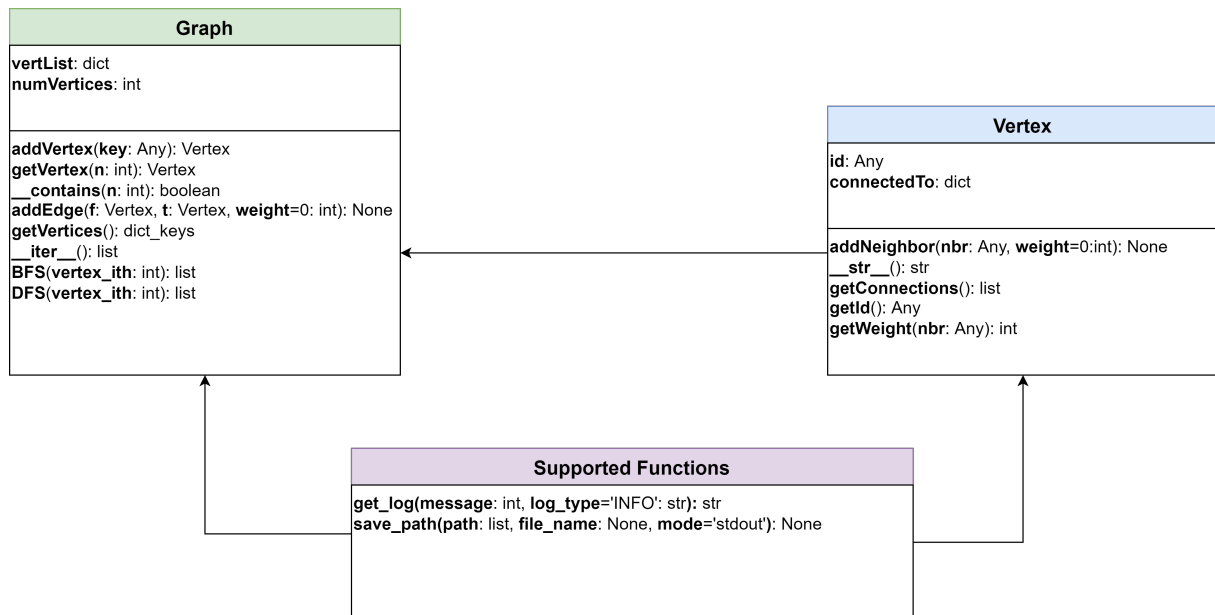 Graph
vertList: dict
numVertices: int
addVertex(key: Any): Vertex
getVertex(n: int): Vertex
__contains(n: int): boolean
addEdge(f: Vertex, t: Vertex, weight=0: int): None
getVertices(): dict_keys
__iter__(): list
BFS(vertex_ith: int): list
DFS(vertex_ith: int): list
Vertex
id: Any
connectedTo: dict
addNeighbor(nbr: Any, weight=0:int): None
__str__(): str
getConnections(): list
getId(): Any
getWeight(nbr: Any): int
Supported Functions
get_log(message: int, log_type='INFO': str): str
save_path(path: list, file_name: None, mode='stdout'): None